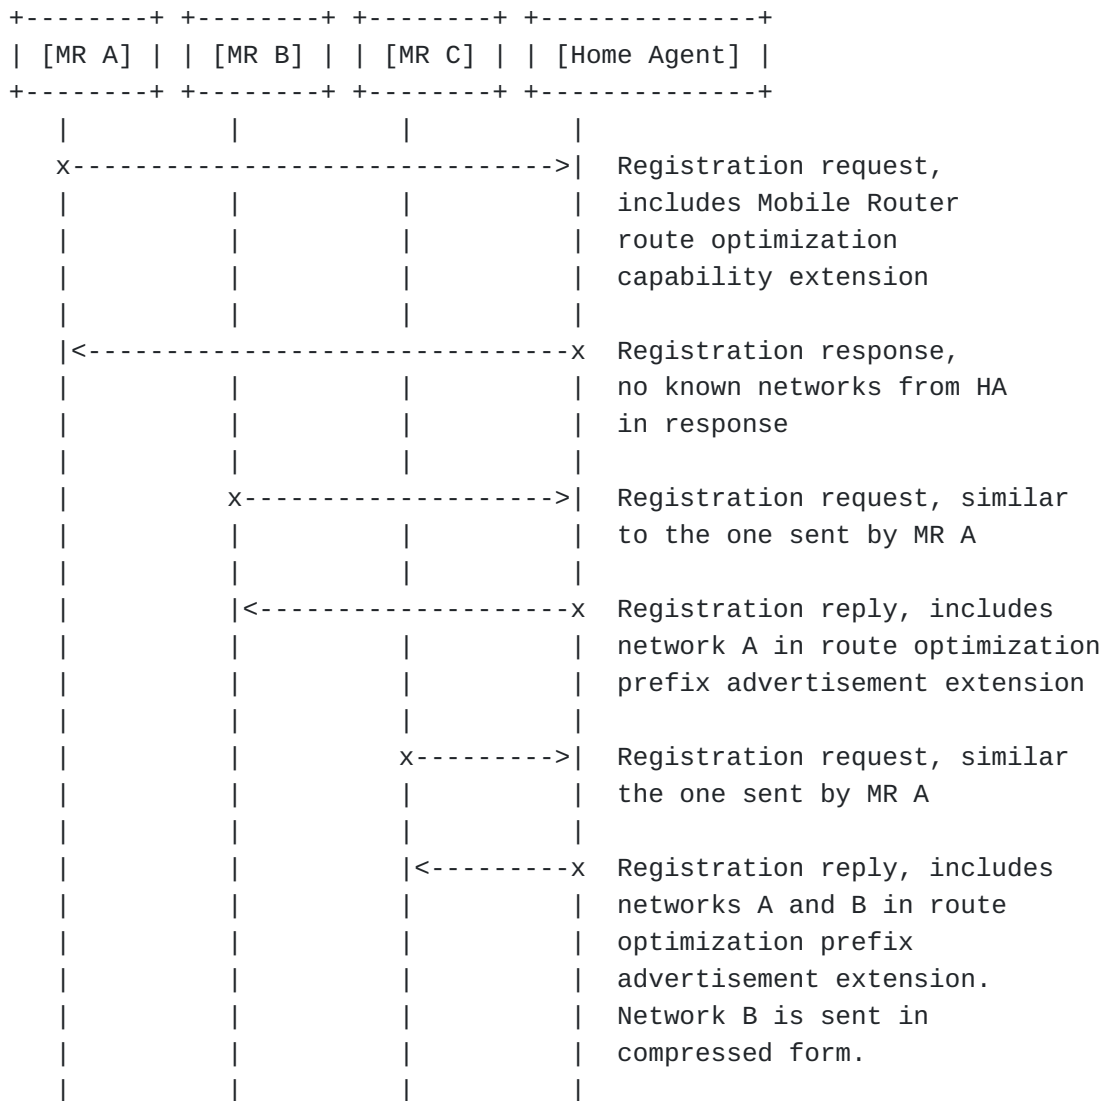 [MR A] [MR B] [MR C] [Home Agent]
Registration request,
includes Mobile Router
route optimization
capability extension
Registration response,
no known networks from HA
in response
Registration request, similar
to the one sent by MR A
Registration reply, includes
network A in route optimization
prefix advertisement extension
Registration request, similar
the one sent by MR A
Registration reply, includes
networks A and B in route
optimization prefix
advertisement extension.
Network B is sent in
compressed form.